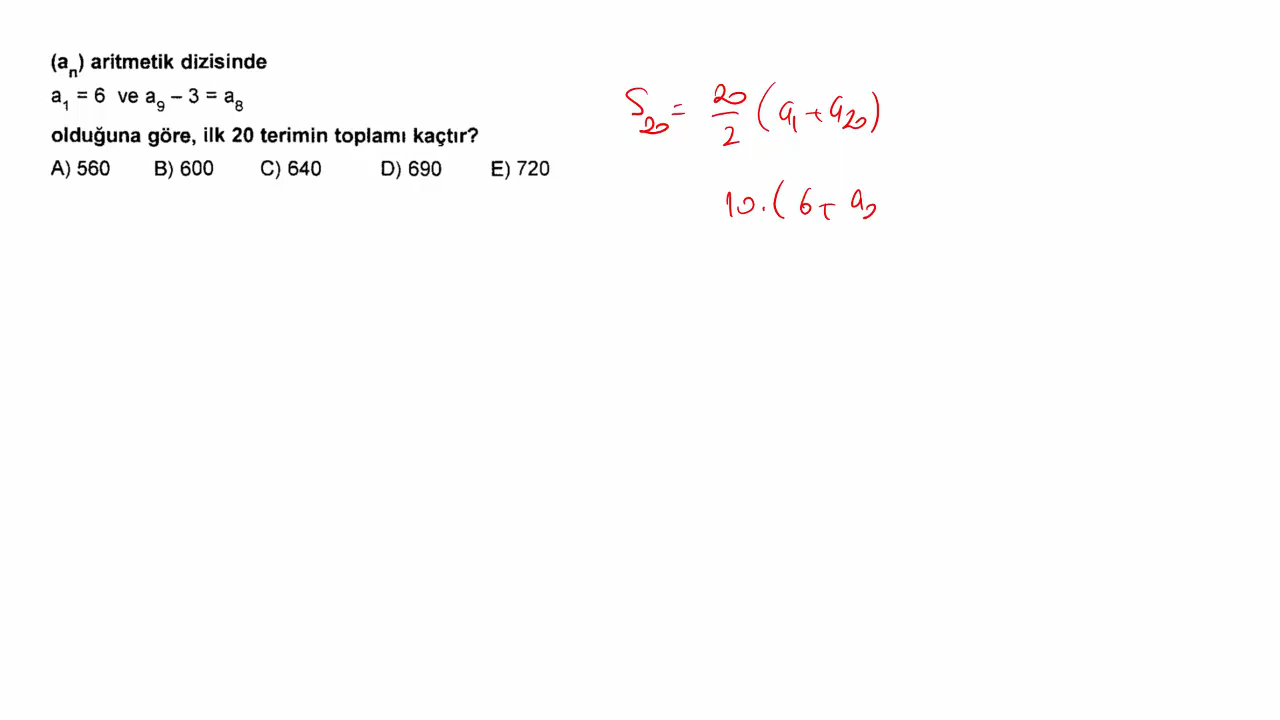 (aₙ) aritmetik dizisinde
a₁ = 6 ve a₉ – 3 = a₈
olduğuna göre, ilk 20 terimin toplamı kaçtır?
A) 560 B) 600 C) 640 D) 690 E) 720
S₂₀ = 20/2 (a₁ + a₂₀)
10.( 6 + a₂